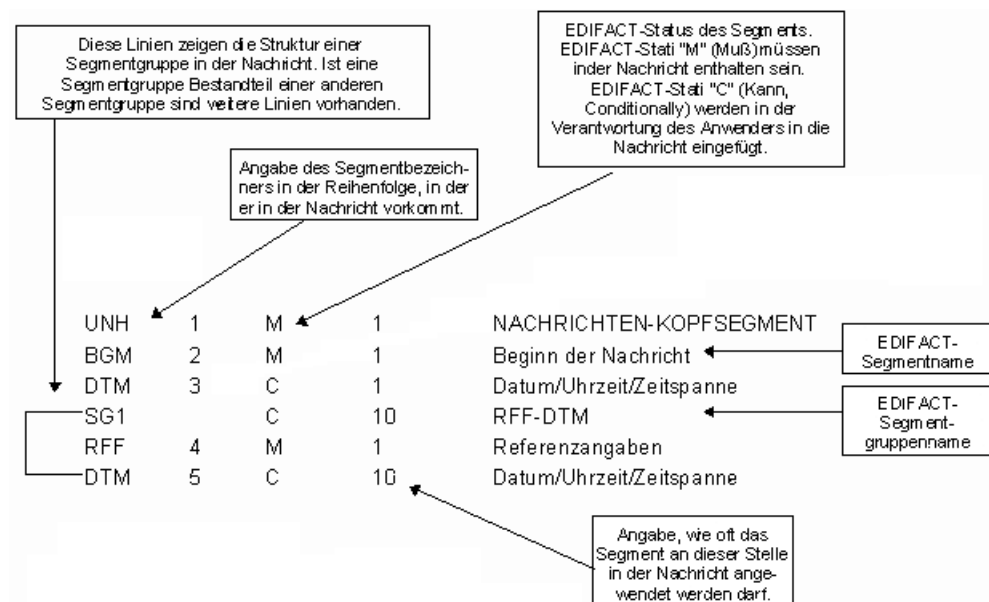 Diese Linien zeigen die Struktur einer
Segmentgruppe in der Nachricht. Ist eine
Segmentgruppe Bestandteil einer anderen
Segmentgruppe sind weitere Linien vorhanden.
EDIFACT-Status des Segments.
EDIFACT-Stati "M" (Muß) müssen
inder Nachricht enthalten sein.
EDIFACT-Stati "C" (Kann,
Conditionally) werden in der
Verantwortung des Anwenders in die
Nachricht eingefügt.
Angabe des Segmentbezeich-
ners in der Reihenfolge, in der
er in der Nachricht vorkommt.
UNH 1 M 1 NACHRICHTEN-KOPFSEGMENT
BGM 2 M 1 Beginn der Nachricht
DTM 3 C 1 Datum/Uhrzeit/Zeitspanne
SG1 C 10 RFF-DTM
RFF 4 M 1 Referenzangaben
DTM 5 C 10 Datum/Uhrzeit/Zeitspanne
EDIFACT-
Segmentname
EDIFACT-
Segment-
gruppenname
Angabe, wie oft das
Segment an dieser Stelle
in der Nachricht ange-
wendet werden darf.